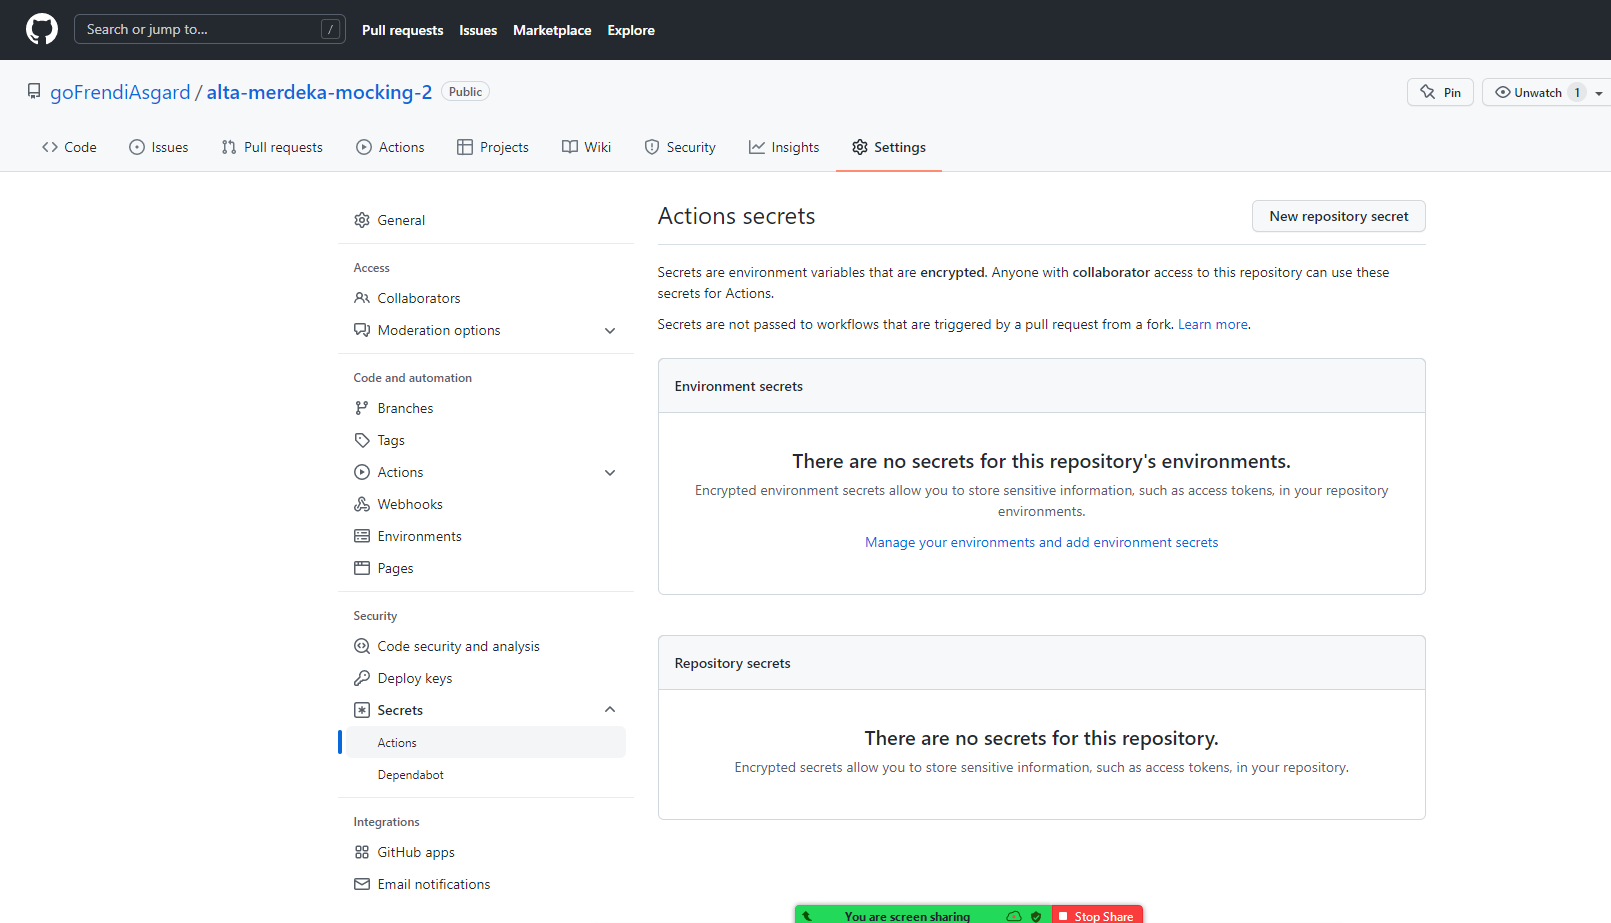 Search or jump to... /
Pull requests Issues Marketplace Explore
goFrendiAsgard / alta-merdeka-mocking-2 Public
Pin Unwatch 1
Code Issues Pull requests Actions Projects Wiki Security Insights Settings
General
Access
Collaborators
Moderation options
Code and automation
Branches
Tags
Actions
Webhooks
Environments
Pages
Security
Code security and analysis
Deploy keys
Secrets
Actions
Dependabot
Integrations
GitHub apps
Email notifications
Actions secrets
New repository secret
Secrets are environment variables that are encrypted. Anyone with collaborator access to this repository can use these
secrets for Actions.
Secrets are not passed to workflows that are triggered by a pull request from a fork. Learn more.
Environment secrets
There are no secrets for this repository's environments.
Encrypted environment secrets allow you to store sensitive information, such as access tokens, in your repository
environments.
Manage your environments and add environment secrets
Repository secrets
There are no secrets for this repository.
Encrypted secrets allow you to store sensitive information, such as access tokens, in your repository.
You are screen sharing Stop Share